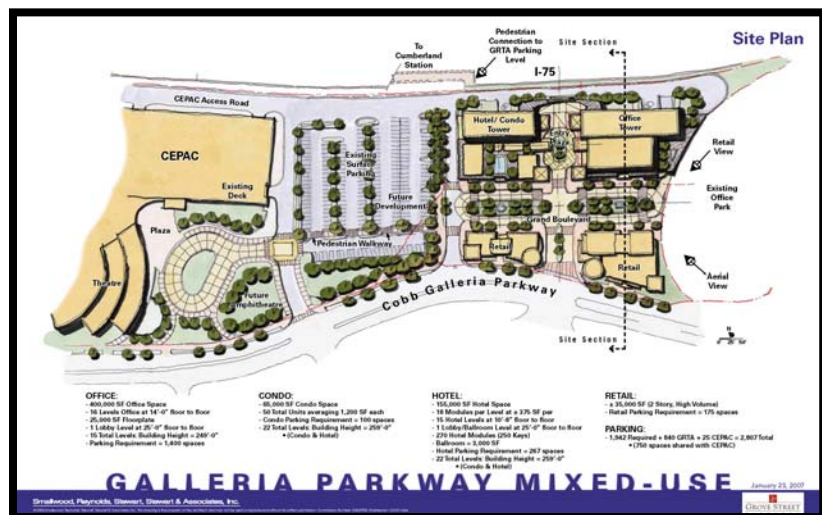 Site Plan
To
Cumberland
Station
Pedestrian
Connection to
GRTA Parking
Level
Site Section
I-75
CEPAC Access Road
CEPAC
Existing
Deck
Plaza
Theatre
Future
Amphitheatre
Existing
Surface
Parking
Future
Development
Pedestrian Walkway
Hotel/ Condo
Tower
Entry
Plaza
Office
Tower
Retail
View
Existing
Office
Park
Grand Boulevard
Retail
Retail
Aerial
View
Cobb Galleria Parkway
Site Section
N
OFFICE:
- 400,000 SF Office Space
- 16 Levels Office at 14'-0" floor to floor
- 25,000 SF Floorplate
- 1 Lobby Level at 25'-0" floor to floor
- 15 Total Levels: Building Height = 249'-0"
- Parking Requirement = 1,400 spaces
CONDO:
- 65,000 SF Condo Space
- 50 Total Units averaging 1,200 SF each
- Condo Parking Requirement = 100 spaces
- 22 Total Levels: Building Height = 259'-0"
• (Condo & Hotel)
HOTEL:
- 155,000 SF Hotel Space
- 18 Modules per Level at ± 375 SF per
- 15 Hotel Levels at 10'-8" floor to floor
- 1 Lobby/Ballroom Level at 25'-0" floor to floor
- 270 Hotel Modules (250 Keys)
- Ballroom = 3,000 SF
- Hotel Parking Requirement = 267 spaces
- 22 Total Levels: Building Height = 259'-0"
• (Condo & Hotel)
RETAIL:
- ± 35,000 SF (2 Story, High Volume)
- Retail Parking Requirement = 175 spaces
PARKING:
- 1,942 Required + 840 GRTA + 25 CEPAC = 2,807 Total
• (750 spaces shared with CEPAC)
GALLERIA PARKWAY MIXED-USE
January 23, 2007
Smallwood, Reynolds, Stewart, Stewart & Associates, Inc.
GROVE STREET